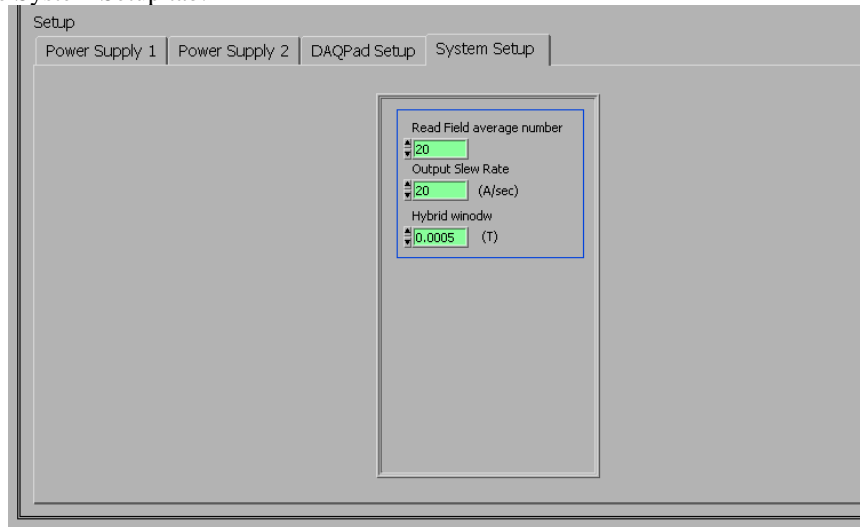 Setup
Power Supply 1 Power Supply 2 DAQPad Setup System Setup
Read Field average number
20
Output Slew Rate
20 (A/sec)
Hybrid winodw
0.0005 (T)